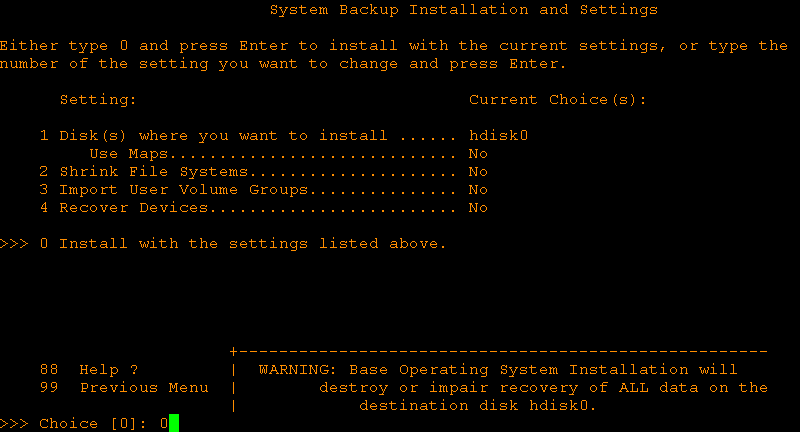 System Backup Installation and Settings
Either type 0 and press Enter to install with the current settings, or type the
number of the setting you want to change and press Enter.
Setting: Current Choice(s):
1 Disk(s) where you want to install ...... hdisk0
Use Maps............................. No
2 Shrink File Systems..................... No
3 Import User Volume Groups............... No
4 Recover Devices......................... No
>>> 0 Install with the settings listed above.
+-----------------------------------------------------
88 Help ? | WARNING: Base Operating System Installation will
99 Previous Menu | destroy or impair recovery of ALL data on the
| destination disk hdisk0.
>>> Choice [0]: 0